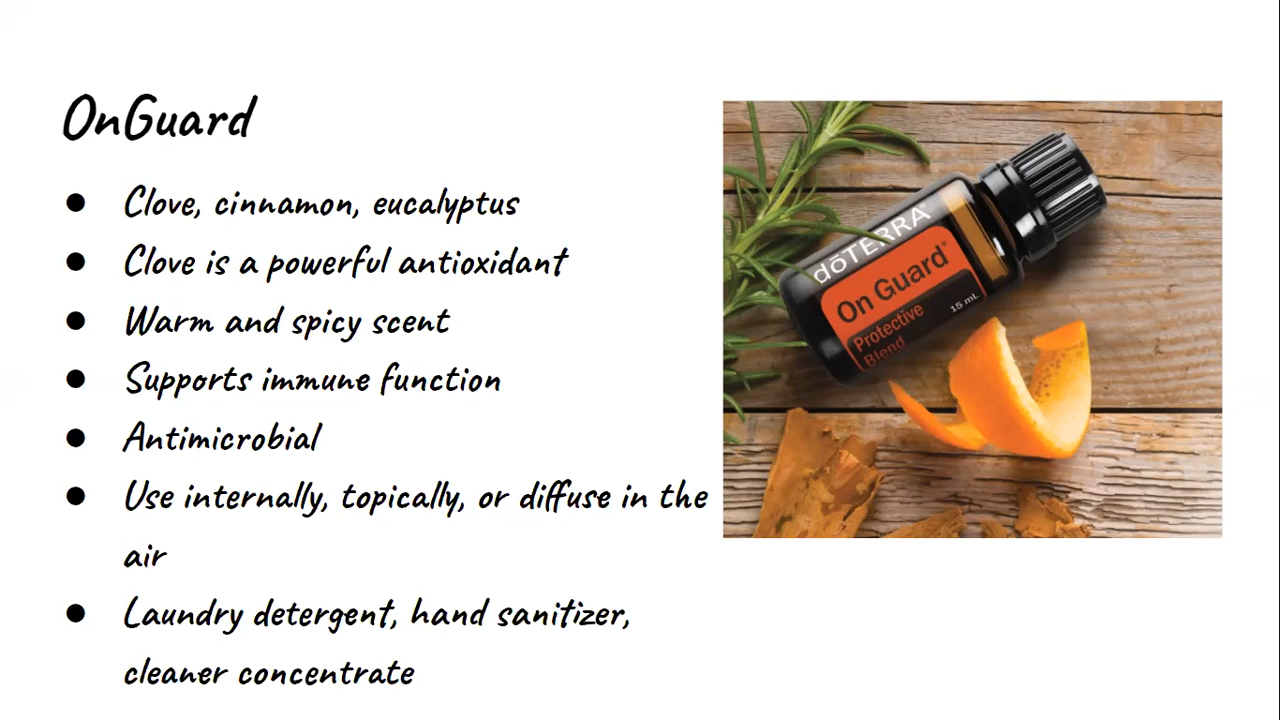 OnGuard
● Clove, cinnamon, eucalyptus
● Clove is a powerful antioxidant
● Warm and spicy scent
● Supports immune function
● Antimicrobial
● Use internally, topically, or diffuse in the
air
● Laundry detergent, hand sanitizer,
cleaner concentrate
dōTERRA®
On Guard®
Protective
Blend
15 mL